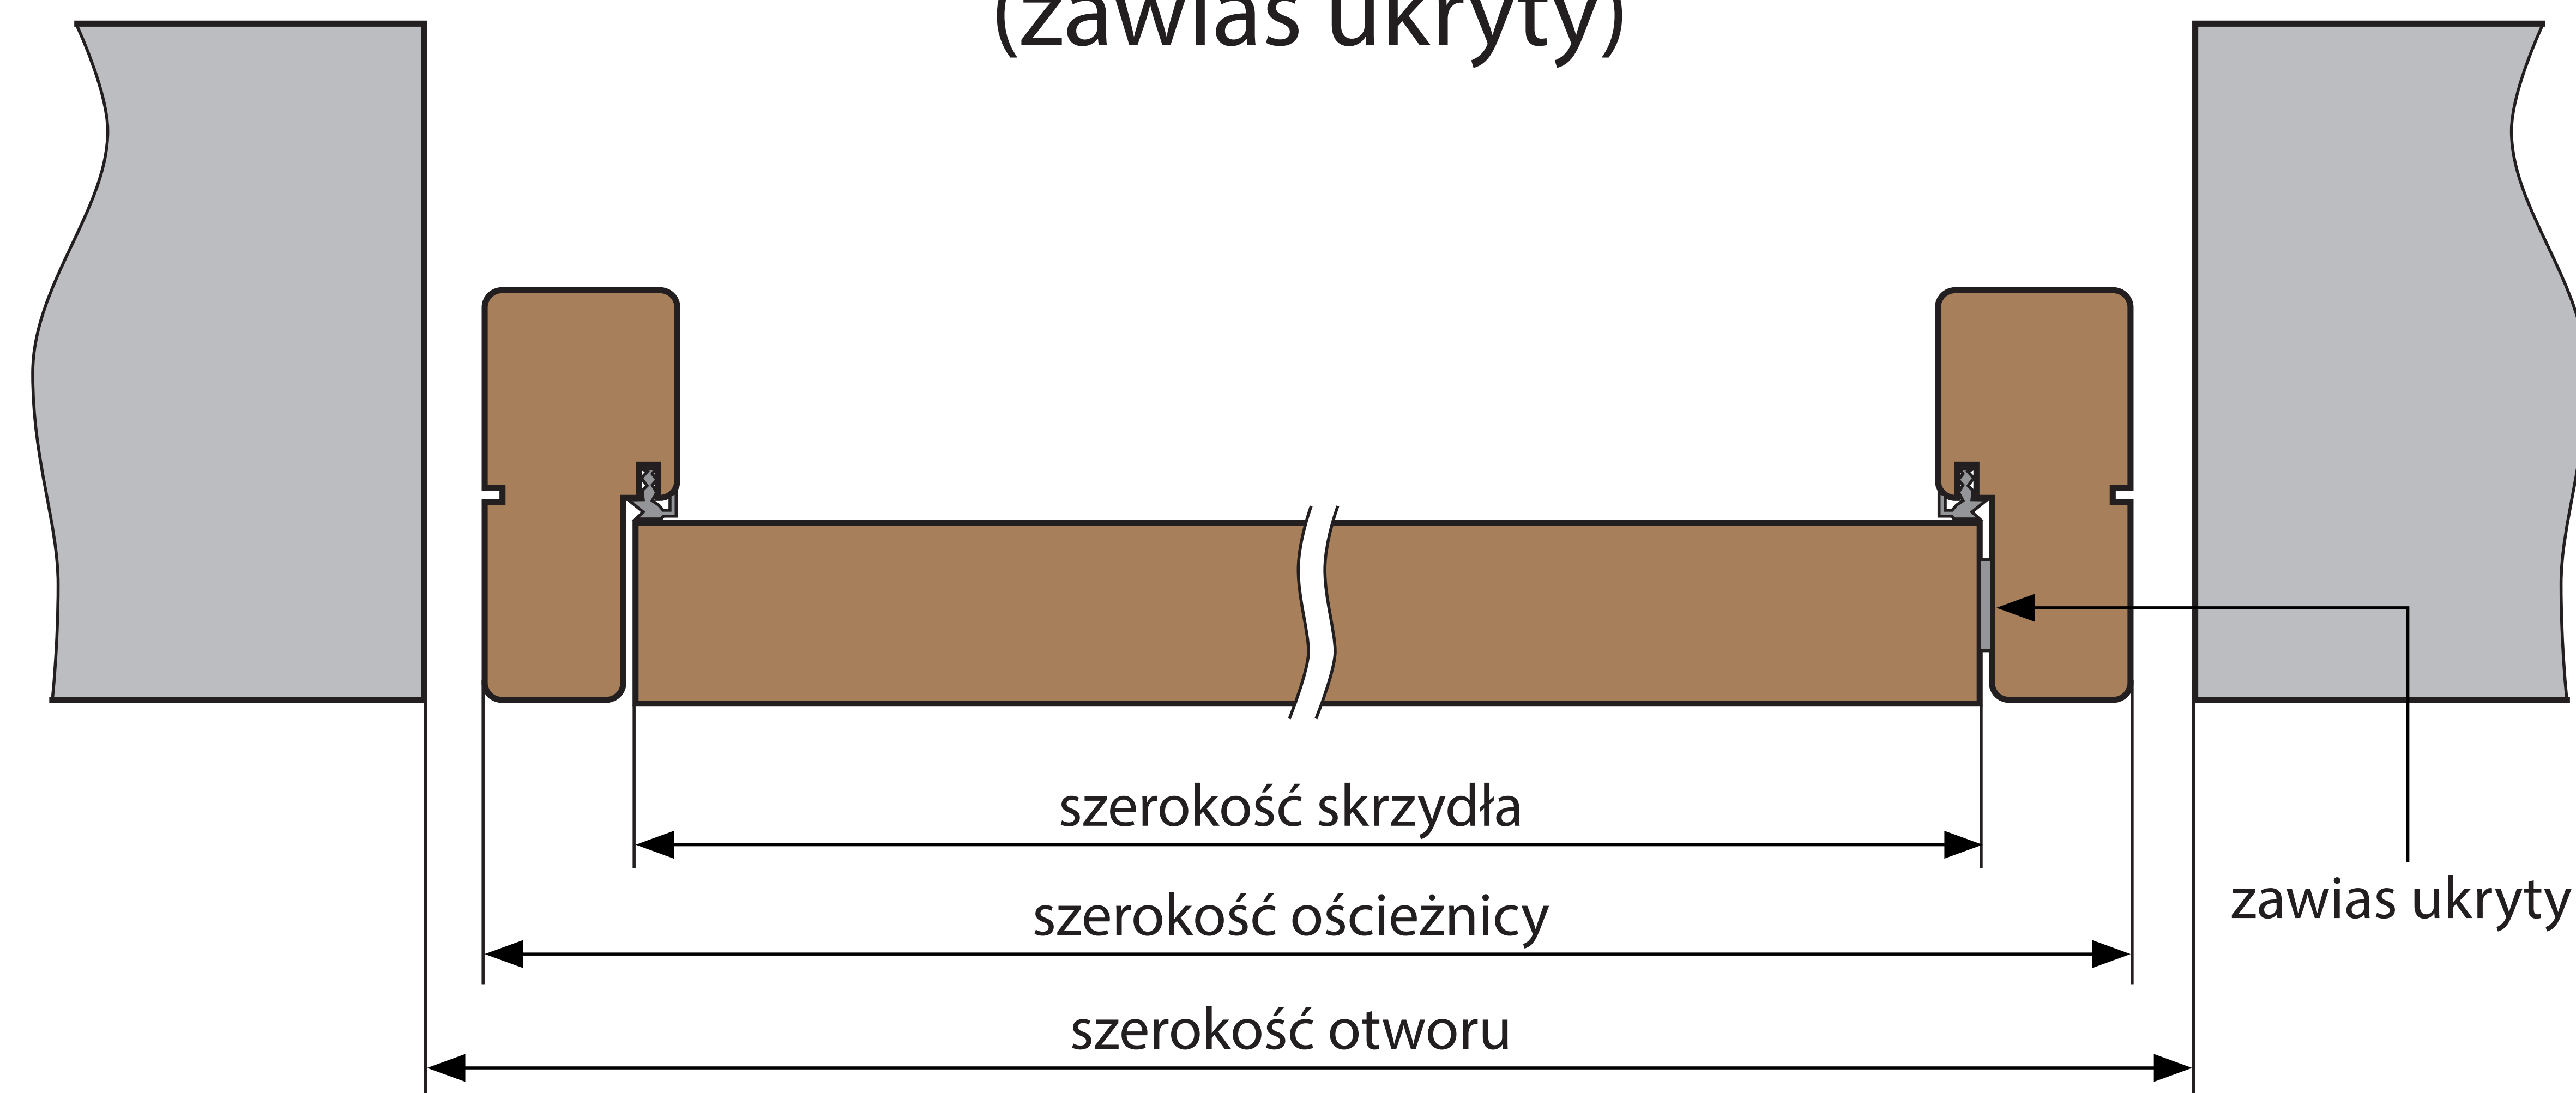 (zawias ukryty)
szerokość skrzydła
szerokość ościeżnicy
zawias ukryty
szerokość otworu